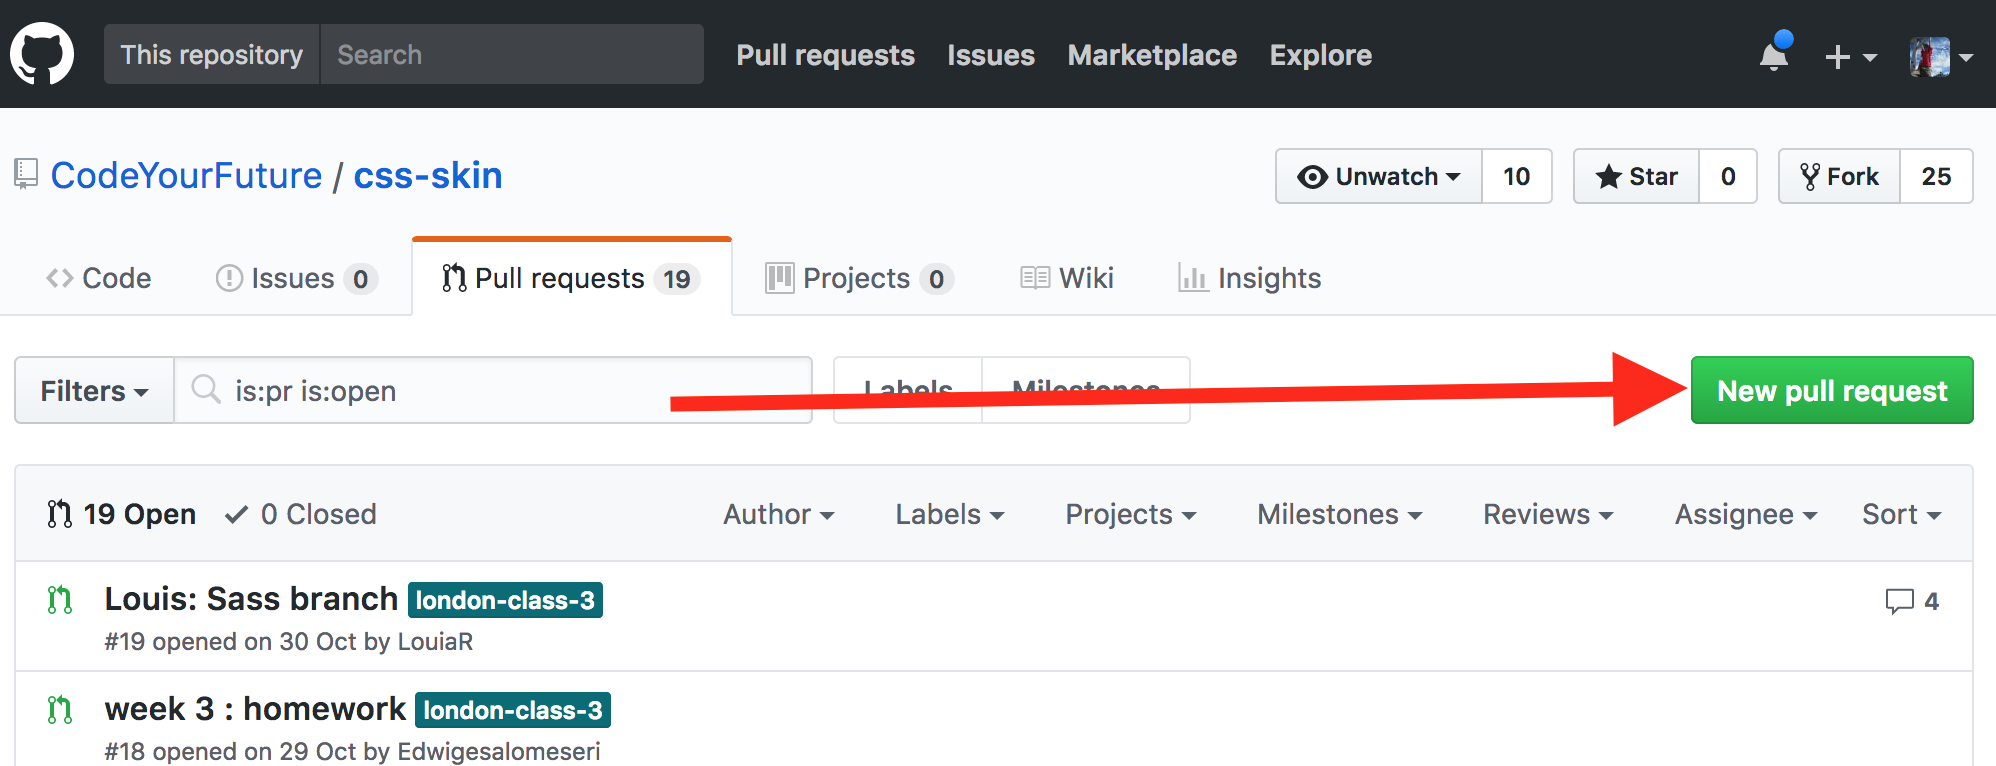 This repository Search Pull requests Issues Marketplace Explore
CodeYourFuture / css-skin Unwatch 10 Star 0 Fork 25
Code Issues 0 Pull requests 19 Projects 0 Wiki Insights
Filters is:pr is:open Labels Milestones New pull request
19 Open 0 Closed Author Labels Projects Milestones Reviews Assignee Sort
Louis: Sass branch london-class-3 4
#19 opened on 30 Oct by LouiaR
week 3 : homework london-class-3
#18 opened on 29 Oct by Edwigesalomeseri